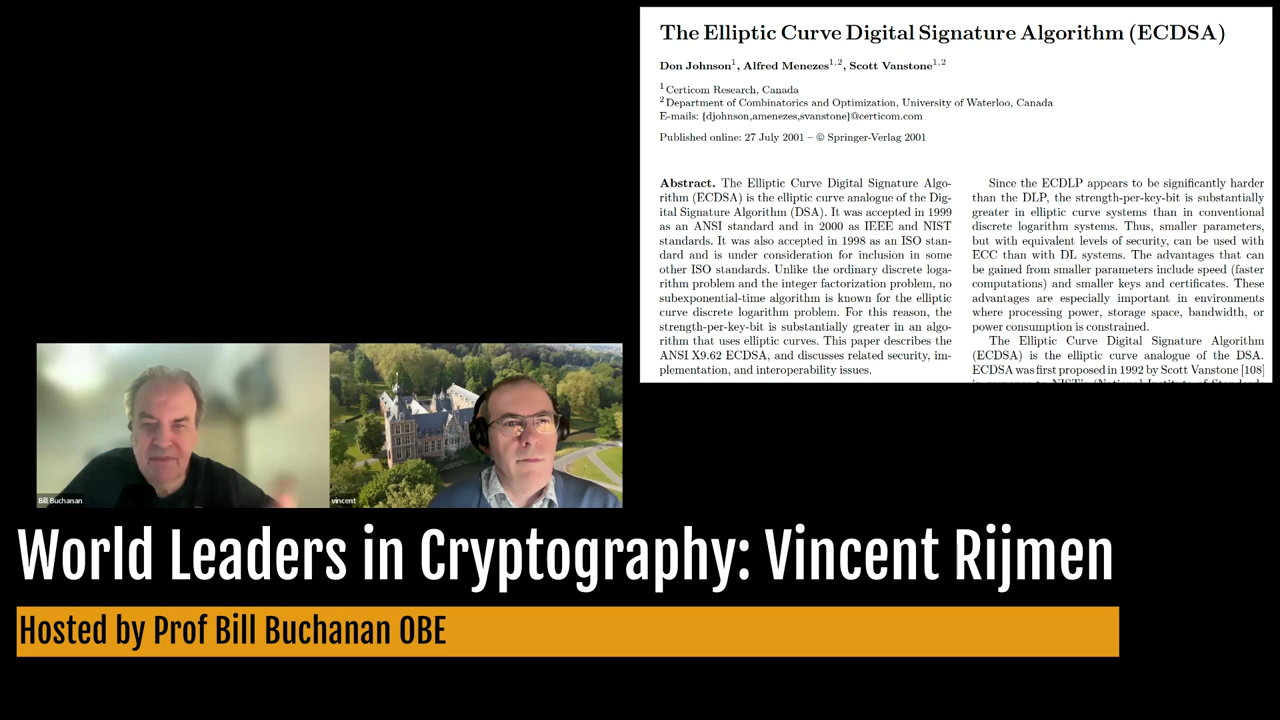 The Elliptic Curve Digital Signature Algorithm (ECDSA)
Don Johnson1, Alfred Menezes1,2, Scott Vanstone1,2
1 Certicom Research, Canada
2 Department of Combinatorics and Optimization, University of Waterloo, Canada
E-mails: {djohnson,amenezes,svanstone}@certicom.com
Published online: 27 July 2001 – © Springer-Verlag 2001
Abstract. The Elliptic Curve Digital Signature Algo-
rithm (ECDSA) is the elliptic curve analogue of the Dig-
ital Signature Algorithm (DSA). It was accepted in 1999
as an ANSI standard and in 2000 as IEEE and NIST
standards. It was also accepted in 1998 as an ISO stan-
dard and is under consideration for inclusion in some
other ISO standards. Unlike the ordinary discrete loga-
rithm problem and the integer factorization problem, no
subexponential-time algorithm is known for the elliptic
curve discrete logarithm problem. For this reason, the
strength-per-key-bit is substantially greater in an algo-
rithm that uses elliptic curves. This paper describes the
ANSI X9.62 ECDSA, and discusses related security, im-
plementation, and interoperability issues.
Since the ECDLP appears to be significantly harder
than the DLP, the strength-per-key-bit is substantially
greater in elliptic curve systems than in conventional
discrete logarithm systems. Thus, smaller parameters,
but with equivalent levels of security, can be used with
ECC than with DL systems. The advantages that can
be gained from smaller parameters include speed (faster
computations) and smaller keys and certificates. These
advantages are especially important in environments
where processing power, storage space, bandwidth, or
power consumption is constrained.
The Elliptic Curve Digital Signature Algorithm
(ECDSA) is the elliptic curve analogue of the DSA.
ECDSA was first proposed in 1992 by Scott Vanstone [108]
Bill Buchanan
vincent
World Leaders in Cryptography: Vincent Rijmen
Hosted by Prof Bill Buchanan OBE